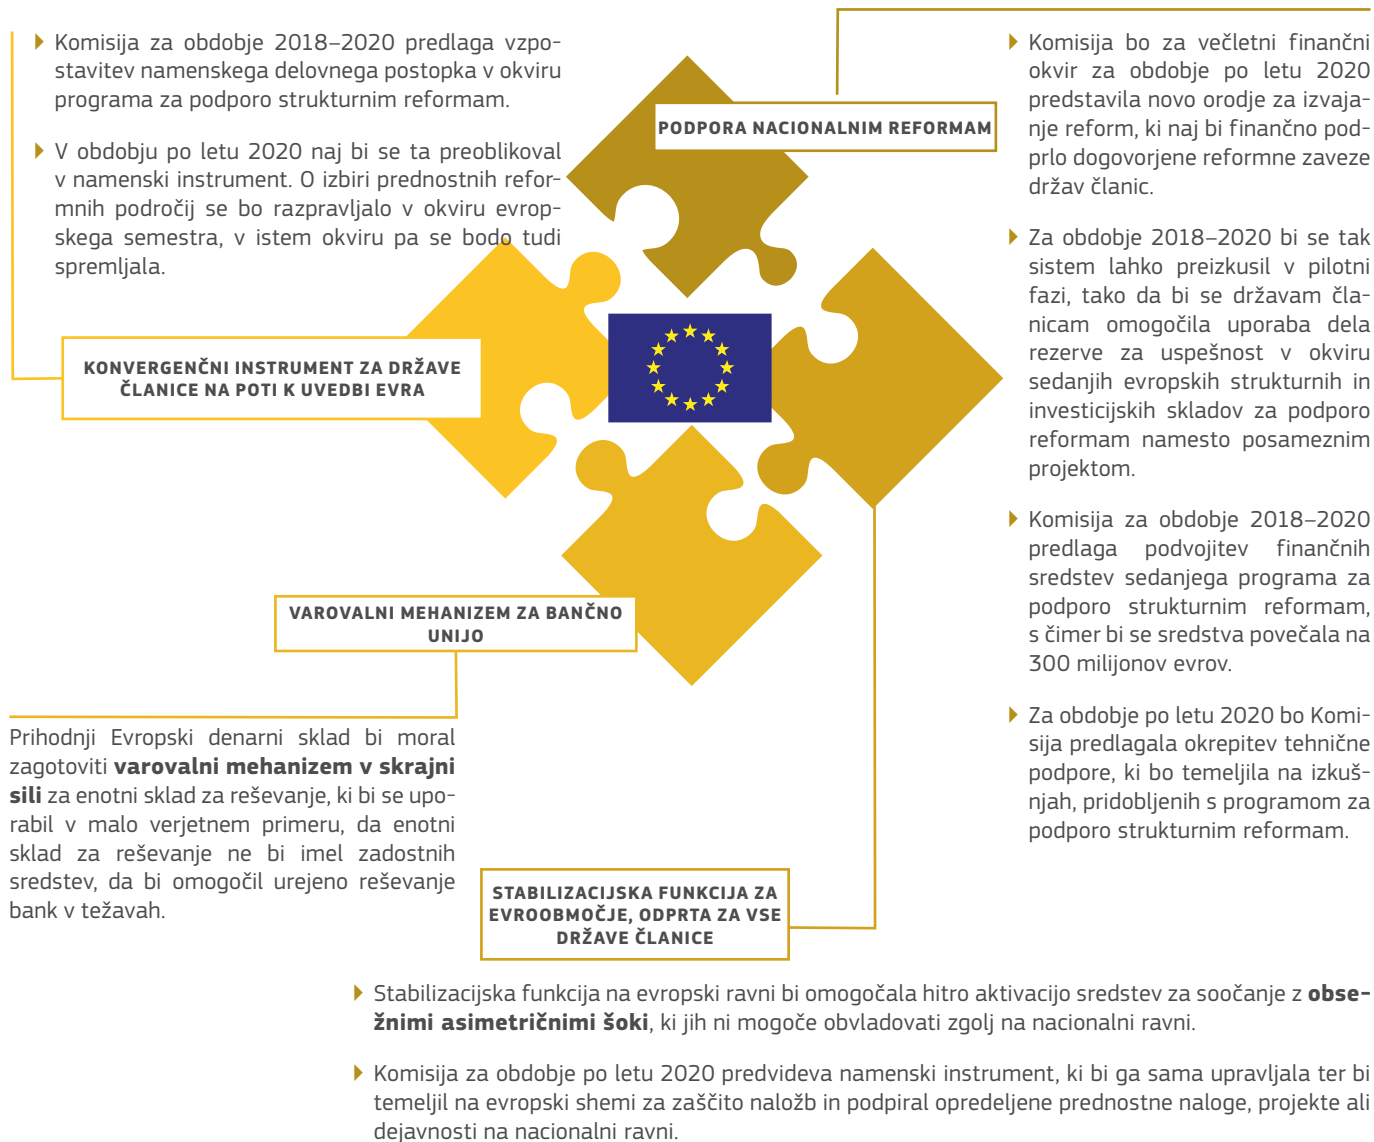 Komisija za obdobje 2018–2020 predlaga vzpo-
stavitev namenskega delovnega postopka v okviru
programa za podporo strukturnim reformam.
V obdobju po letu 2020 naj bi se ta preoblikoval
v namenski instrument. O izbiri prednostnih refor-
mnih področij se bo razpravljalo v okviru evrop-
skega semestra, v istem okviru pa se bodo tudi
spremljala.
KONVERGENČNI INSTRUMENT ZA DRŽAVE
ČLANICE NA POTI K UVEDBI EVRA
PODPORA NACIONALNIM REFORMAM
Komisija bo za večletni finančni
okvir za obdobje po letu 2020
predstavila novo orodje za izvaja-
nje reform, ki naj bi finančno pod-
prlo dogovorjene reformne zaveze
držav članic.
Za obdobje 2018–2020 bi se tak
sistem lahko preizkusil v pilotni
fazi, tako da bi se državam čla-
nicam omogočila uporaba dela
rezerve za uspešnost v okviru
sedanjih evropskih strukturnih in
investicijskih skladov za podporo
reformam namesto posameznim
projektom.
Komisija za obdobje 2018–2020
predlaga podvojitev finančnih
sredstev sedanjega programa za
podporo strukturnim reformam,
s čimer bi se sredstva povečala na
300 milijonov evrov.
Za obdobje po letu 2020 bo Komi-
sija predlagala okrepitev tehnične
podpore, ki bo temeljila na izkuš-
njah, pridobljenih s programom za
podporo strukturnim reformam.
VAROVALNI MEHANIZEM ZA BANČNO
UNIJO
Prihodnji Evropski denarni sklad bi moral
zagotoviti varovalni mehanizem v skrajni
sili za enotni sklad za reševanje, ki bi se upo-
rabil v malo verjetnem primeru, da enotni
sklad za reševanje ne bi imel zadostnih
sredstev, da bi omogočil urejeno reševanje
bank v težavah.
STABILIZACIJSKA FUNKCIJA ZA
EVROOBMOČJE, ODPRTA ZA VSE
DRŽAVE ČLANICE
Stabilizacijska funkcija na evropski ravni bi omogočala hitro aktivacijo sredstev za soočanje z obse-
žnimi asimetričnimi šoki, ki jih ni mogoče obvladovati zgolj na nacionalni ravni.
Komisija za obdobje po letu 2020 predvideva namenski instrument, ki bi ga sama upravljala ter bi
temeljil na evropski shemi za zaščito naložb in podpiral opredeljene prednostne naloge, projekte ali
dejavnosti na nacionalni ravni.